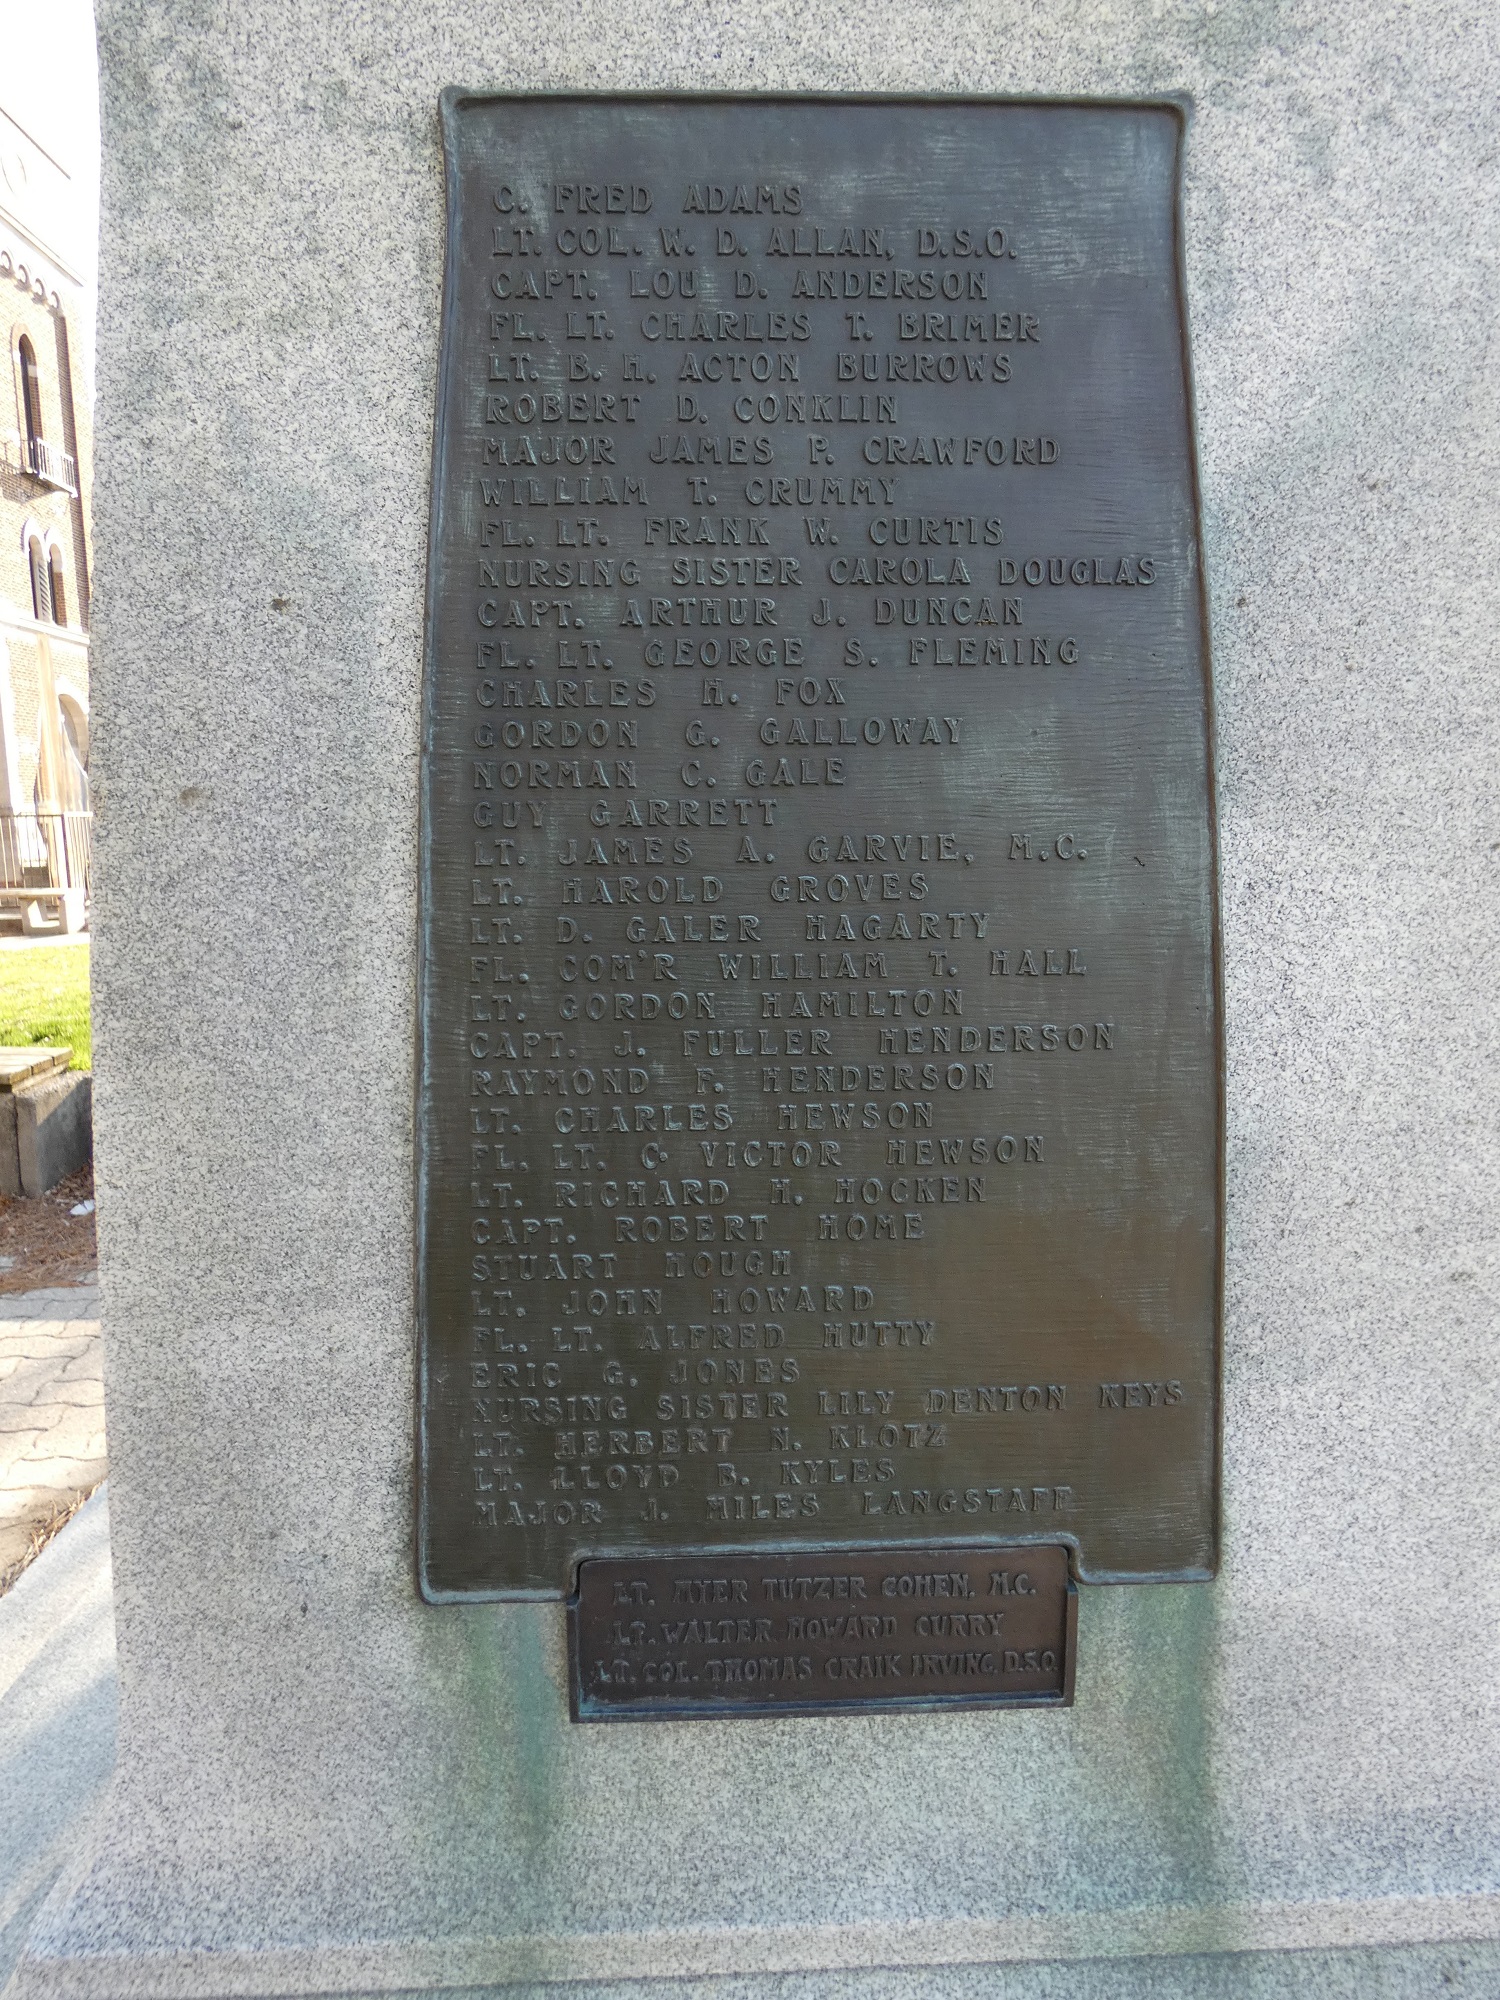 C. FRED ADAMS
LT. COL. W. D. ALLAN, D.S.O.
CAPT. LOU D. ANDERSON
FL. LT. CHARLES T. BRIMER
LT. B. H. ACTON BURROWS
ROBERT D. CONKLIN
MAJOR JAMES P. CRAWFORD
WILLIAM T. CRUMMY
FL. LT. FRANK W. CURTIS
NURSING SISTER CAROLA DOUGLAS
CAPT. ARTHUR J. DUNCAN
FL. LT. GEORGE S. FLEMING
CHARLES H. FOX
GORDON G. GALLOWAY
NORMAN C. GALE
GUY GARRETT
LT. JAMES A. GARVIE, M.C.
LT. HAROLD GROVES
LT. D. GALER HAGARTY
FL. COM'R WILLIAM T. HALL
LT. GORDON HAMILTON
CAPT. J. FULLER HENDERSON
RAYMOND F. HENDERSON
LT. CHARLES HEWSON
FL. LT. C. VICTOR HEWSON
LT. RICHARD H. HOCKEN
CAPT. ROBERT HOME
STUART HOUGH
LT. JOHN HOWARD
FL. LT. ALFRED HUTTY
ERIC G. JONES
NURSING SISTER LILY DENTON KEYS
LT. HERBERT N. KLOTZ
LT. LLOYD B. KYLES
MAJOR J. MILES LANGSTAFF
LT. MYER TUTZER COHEN, M.C.
LT. WALTER HOWARD CURRY
LT. COL. THOMAS CRAIK IRVING, D.S.O.